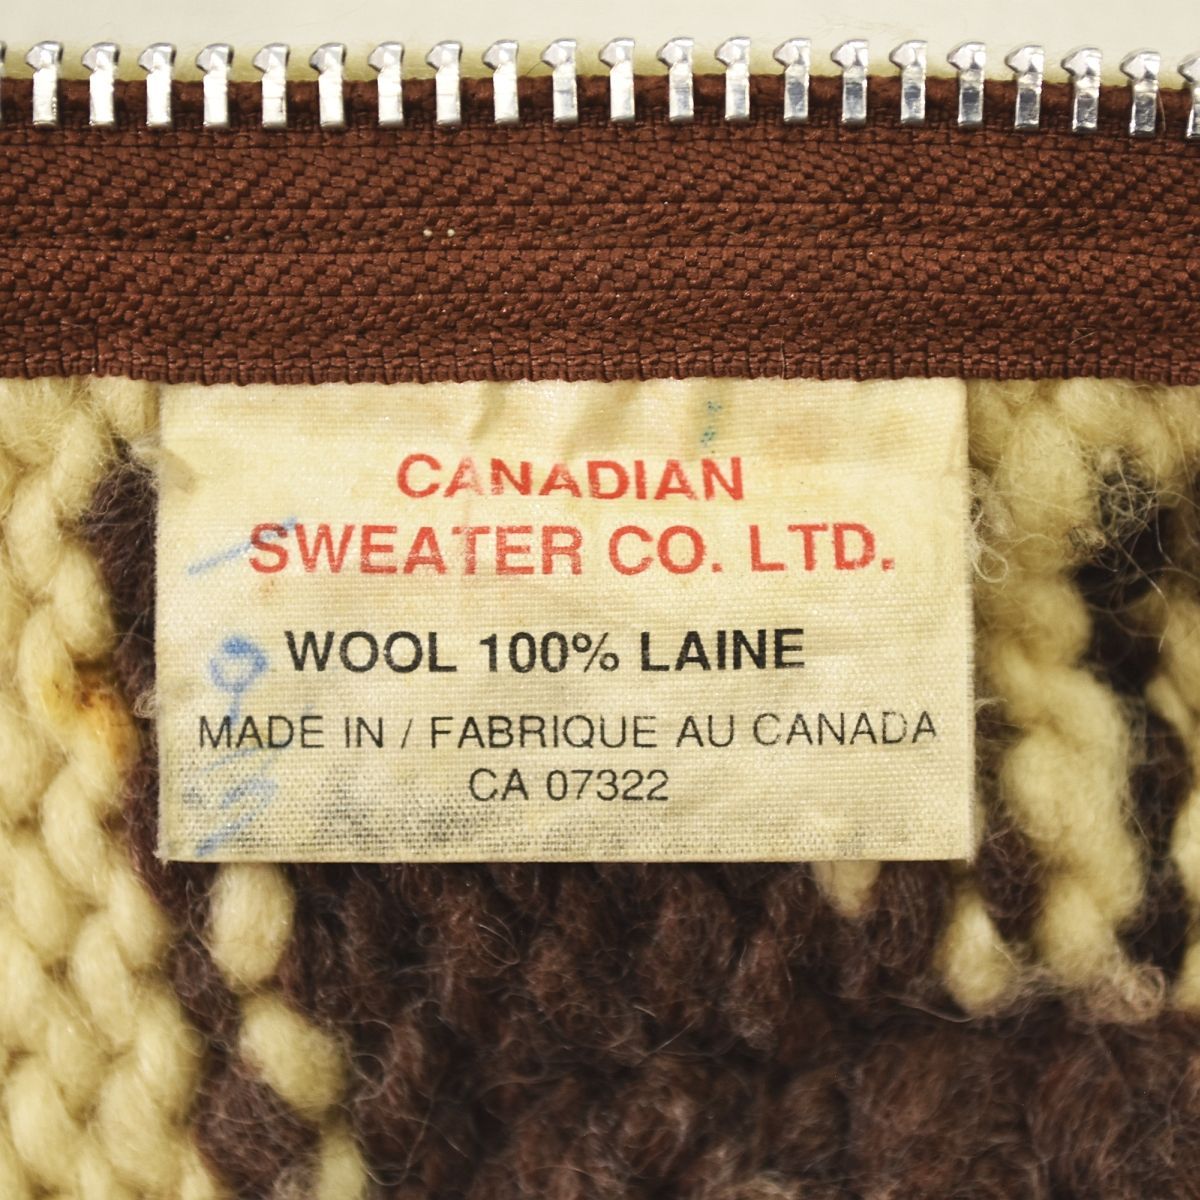 CANADIAN
SWEATER CO. LTD.
WOOL 100% LAINE
MADE IN / FABRIQUE AU CANADA
CA 07322